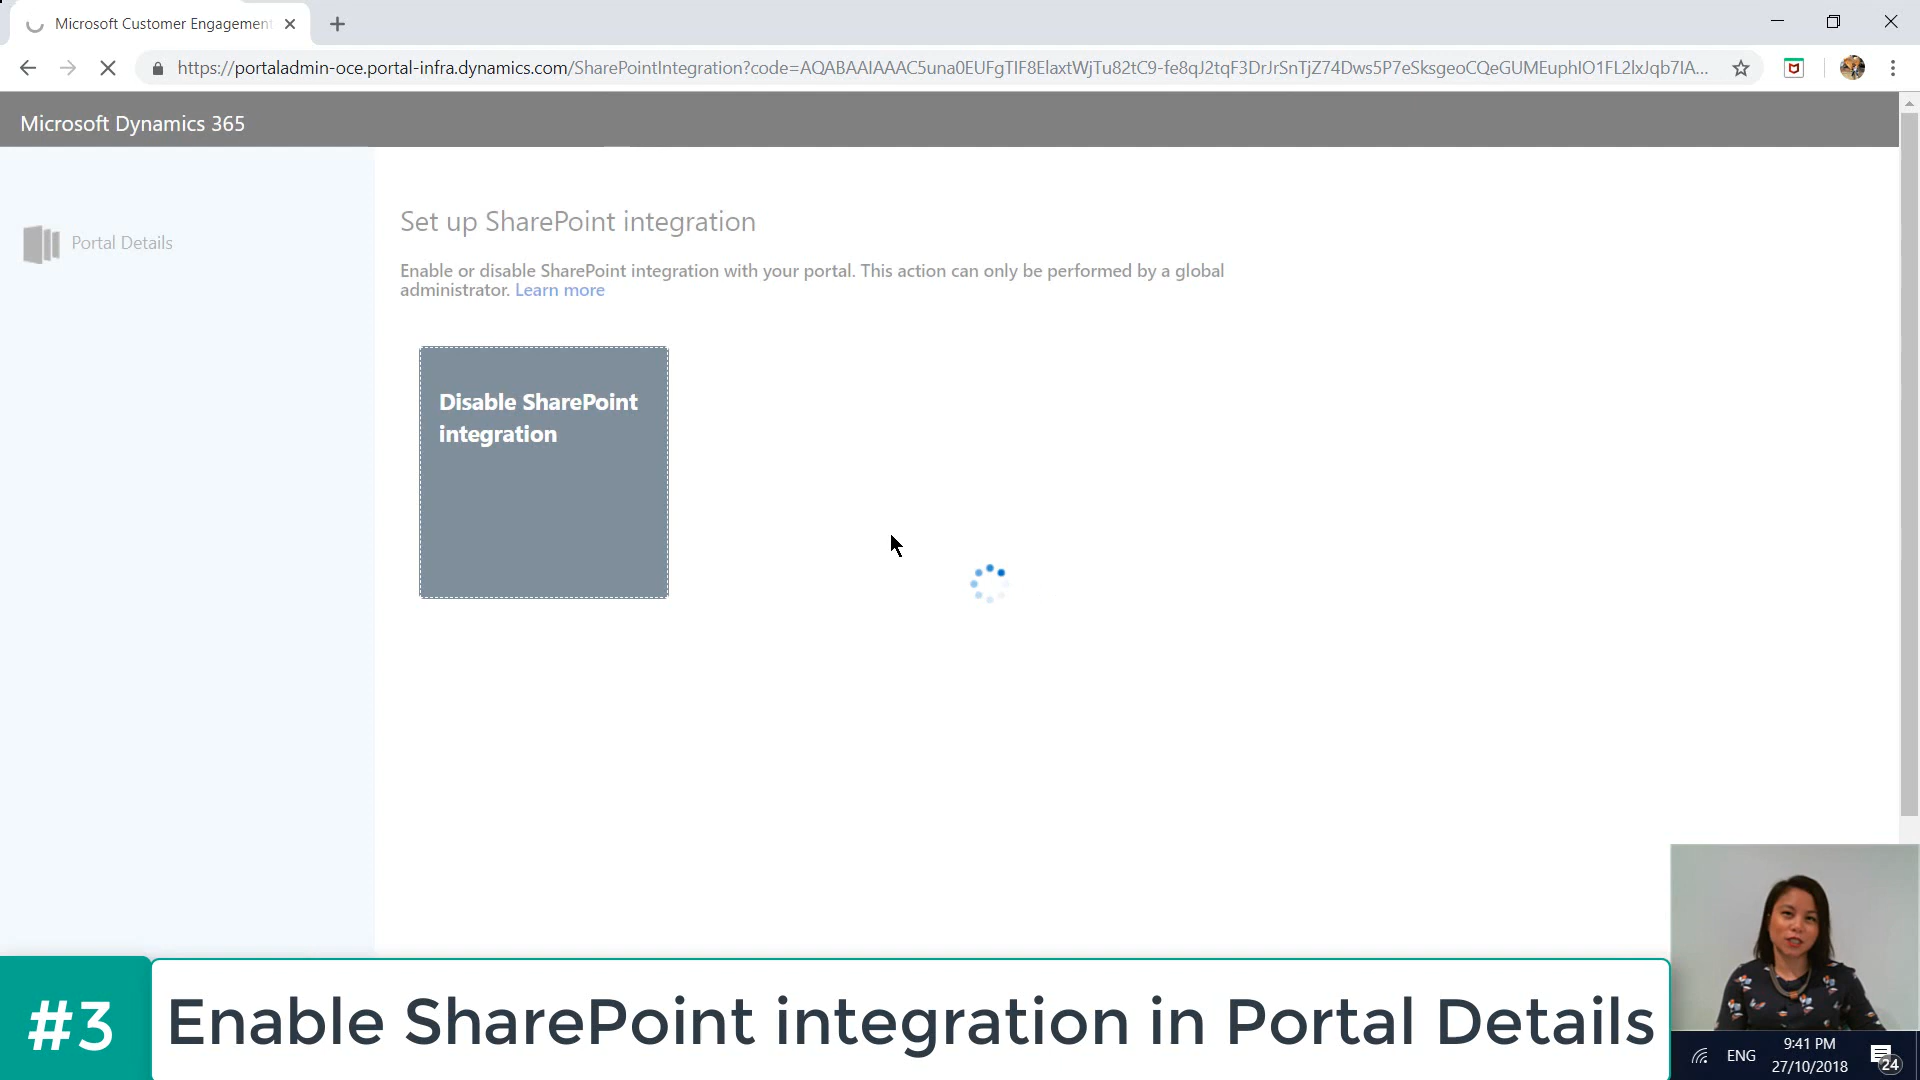 Microsoft Customer Engagement
https://portaladmin-oce.portal-infra.dynamics.com/SharePointIntegration?code=AQABAAIAAAC5una0EUFgTIF8ElaxtWjTu82tC9-fe8qJ2tqF3DrJrSnTjZ74Dws5P7eSksgeoCQeGUMEuphIO1FL2lxJqb7IA...
Microsoft Dynamics 365
Portal Details
Set up SharePoint integration
Enable or disable SharePoint integration with your portal. This action can only be performed by a global
administrator. Learn more
Disable SharePoint
integration
#3 Enable SharePoint integration in Portal Details
ENG
9:41 PM
27/10/2018
24